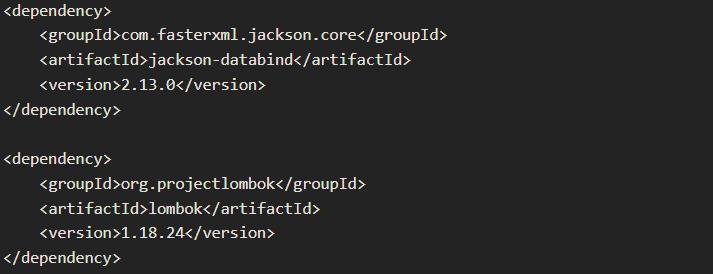 <dependency>
    <groupId>com.fasterxml.jackson.core</groupId>
    <artifactId>jackson-databind</artifactId>
    <version>2.13.0</version>
</dependency>

<dependency>
    <groupId>org.projectlombok</groupId>
    <artifactId>lombok</artifactId>
    <version>1.18.24</version>
</dependency>